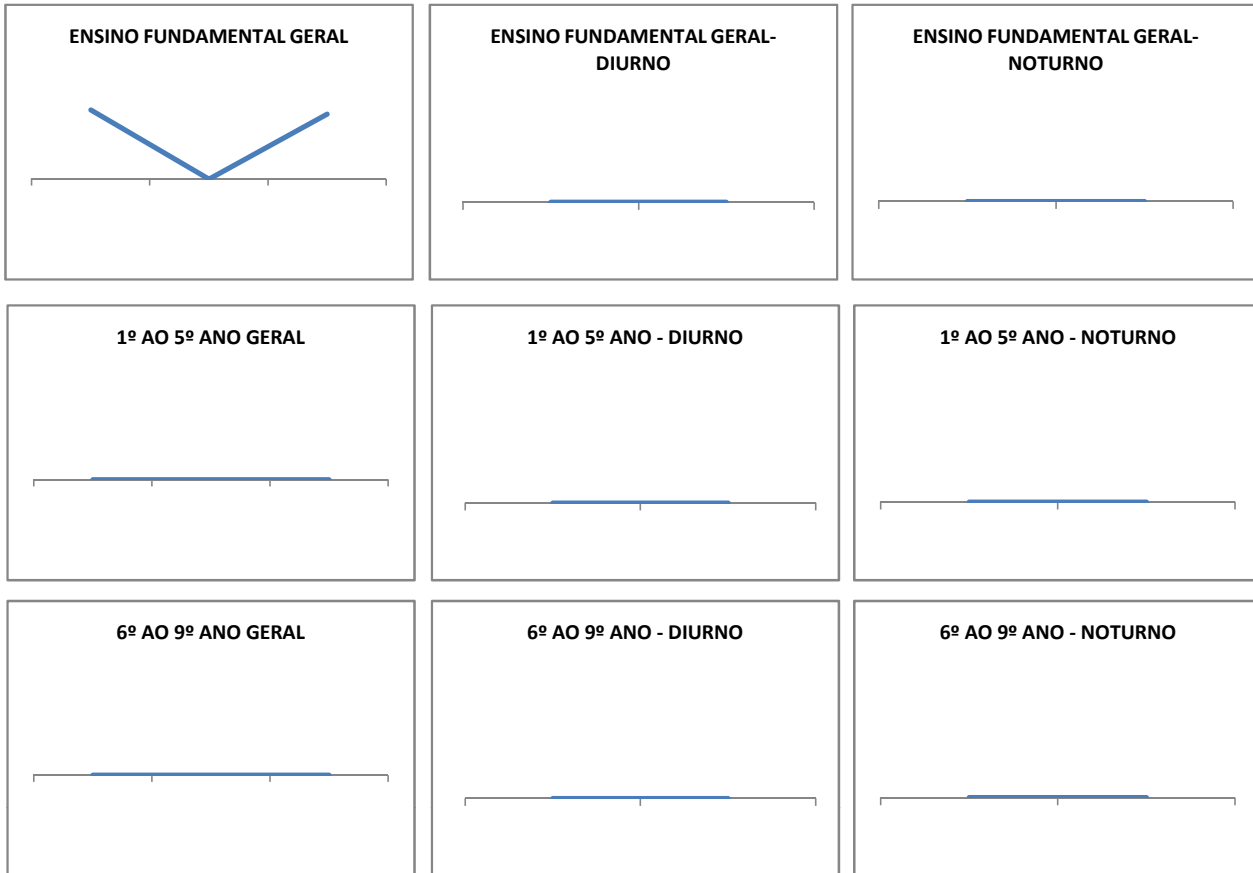 ENSINO FUNDAMENTAL GERAL
ENSINO FUNDAMENTAL GERAL-
DIURNO
ENSINO FUNDAMENTAL GERAL-
NOTURNO
1º AO 5º ANO GERAL
1º AO 5º ANO - DIURNO
1º AO 5º ANO - NOTURNO
6º AO 9º ANO GERAL
6º AO 9º ANO - DIURNO
6º AO 9º ANO - NOTURNO